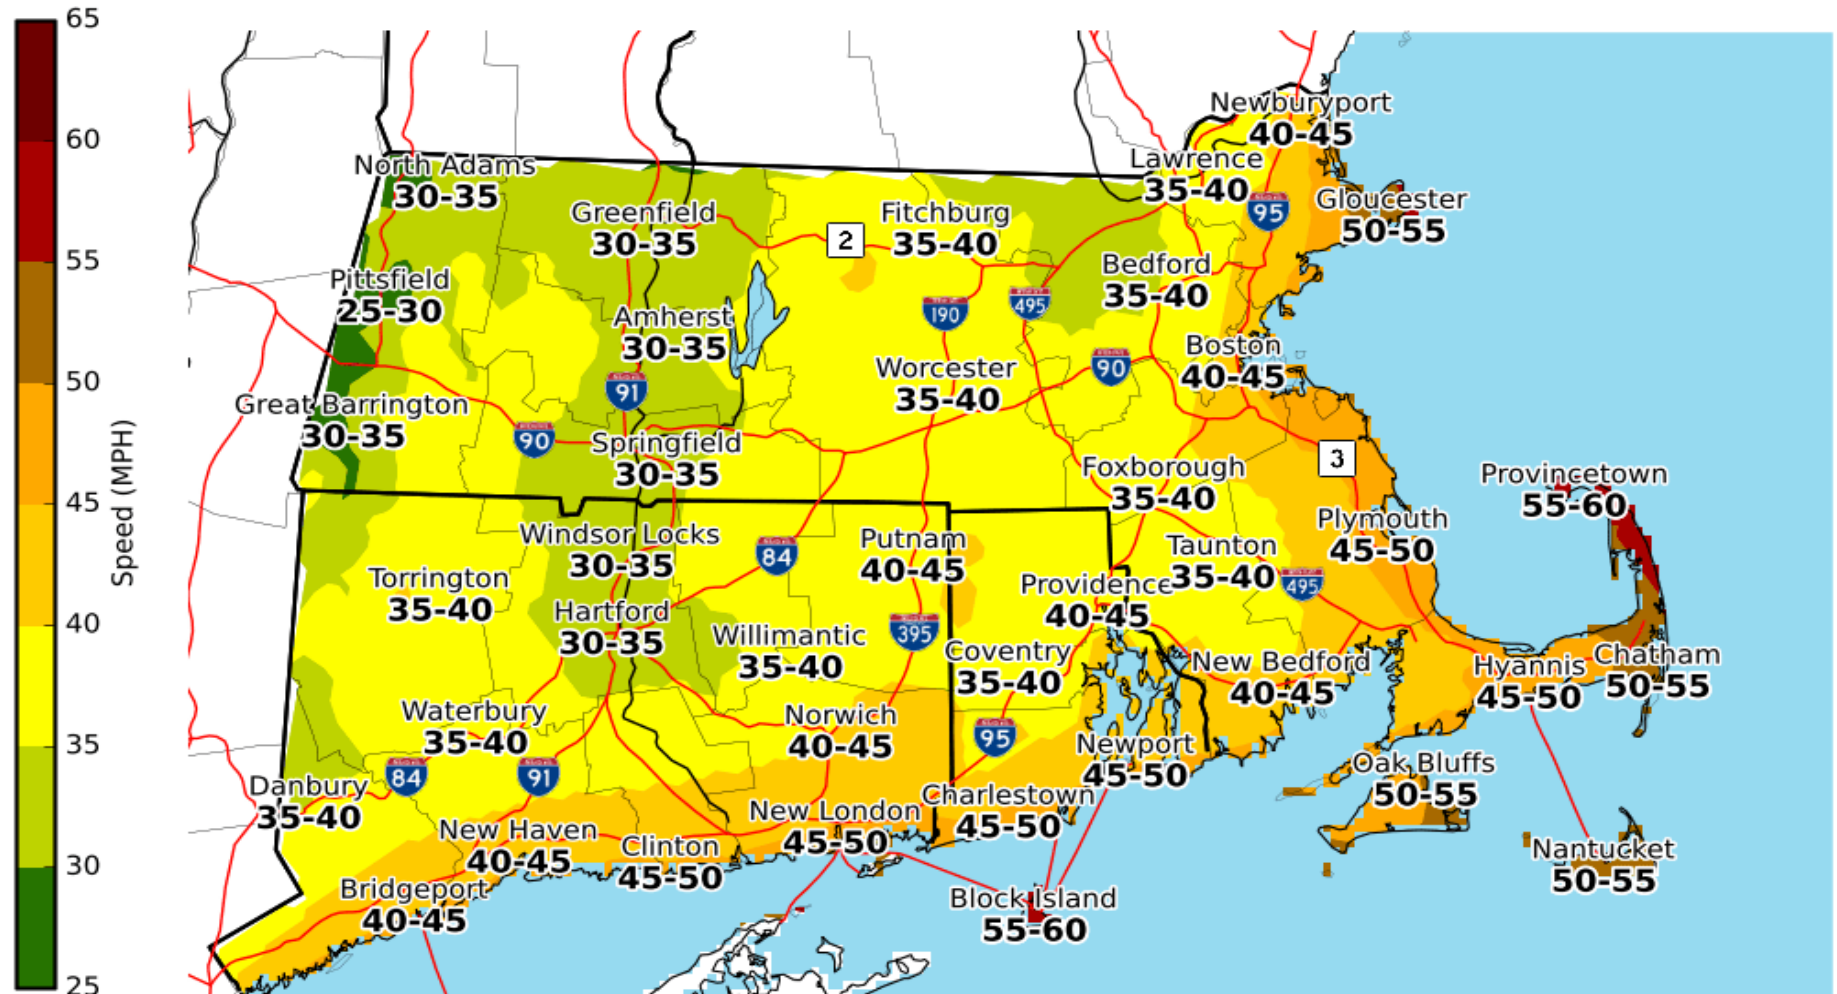 65
60
55
50
45
40
35
30
25
Speed (MPH)
Newburyport
40-45
North Adams
30-35
Lawrence
35-40
Greenfield
30-35
Fitchburg
35-40
Gloucester
50-55
95
2
Pittsfield
25-30
Bedford
35-40
190
495
Amherst
30-35
Boston
40-45
Worcester
35-40
90
91
Great Barrington
30-35
90
Springfield
30-35
3
Foxborough
35-40
Provincetown
55-60
Windsor Locks
30-35
84
Putnam
40-45
Taunton
35-40
Plymouth
45-50
Torrington
35-40
Providence
40-45
495
Hartford
30-35
395
Willimantic
35-40
Coventry
35-40
New Bedford
40-45
Hyannis
45-50
Chatham
50-55
Waterbury
35-40
Norwich
40-45
95
Newport
45-50
84
91
Oak Bluffs
50-55
Danbury
35-40
New Haven
40-45
Clinton
45-50
New London
45-50
Charlestown
45-50
Nantucket
50-55
Bridgeport
40-45
Block Island
55-60